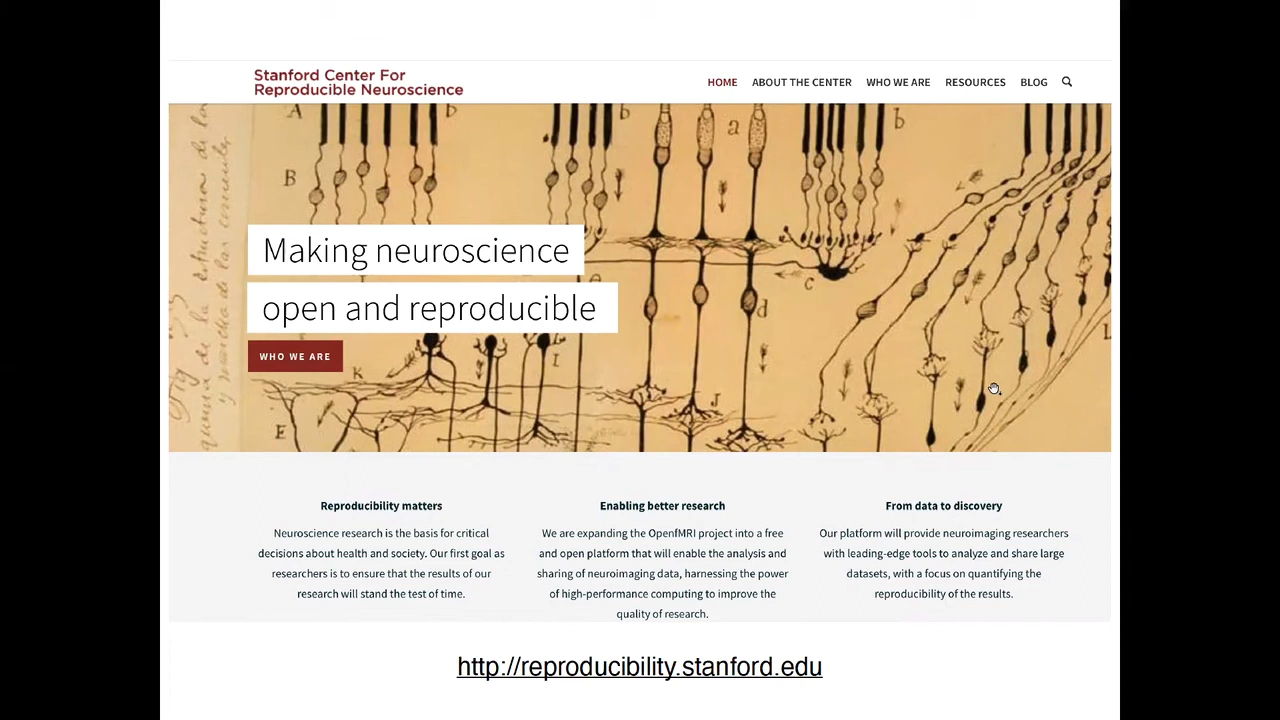 Stanford Center For
Reproducible Neuroscience
HOME ABOUT THE CENTER WHO WE ARE RESOURCES BLOG
A
b
b
a
b
B
Making neuroscience
open and reproducible
c
d
WHO WE ARE
I
K
J
E
Reproducibility matters
Neuroscience research is the basis for critical
decisions about health and society. Our first goal as
researchers is to ensure that the results of our
research will stand the test of time.
Enabling better research
We are expanding the OpenfMRI project into a free
and open platform that will enable the analysis and
sharing of neuroimaging data, harnessing the power
of high-performance computing to improve the
quality of research.
From data to discovery
Our platform will provide neuroimaging researchers
with leading-edge tools to analyze and share large
datasets, with a focus on quantifying the
reproducibility of the results.
http://reproducibility.stanford.edu